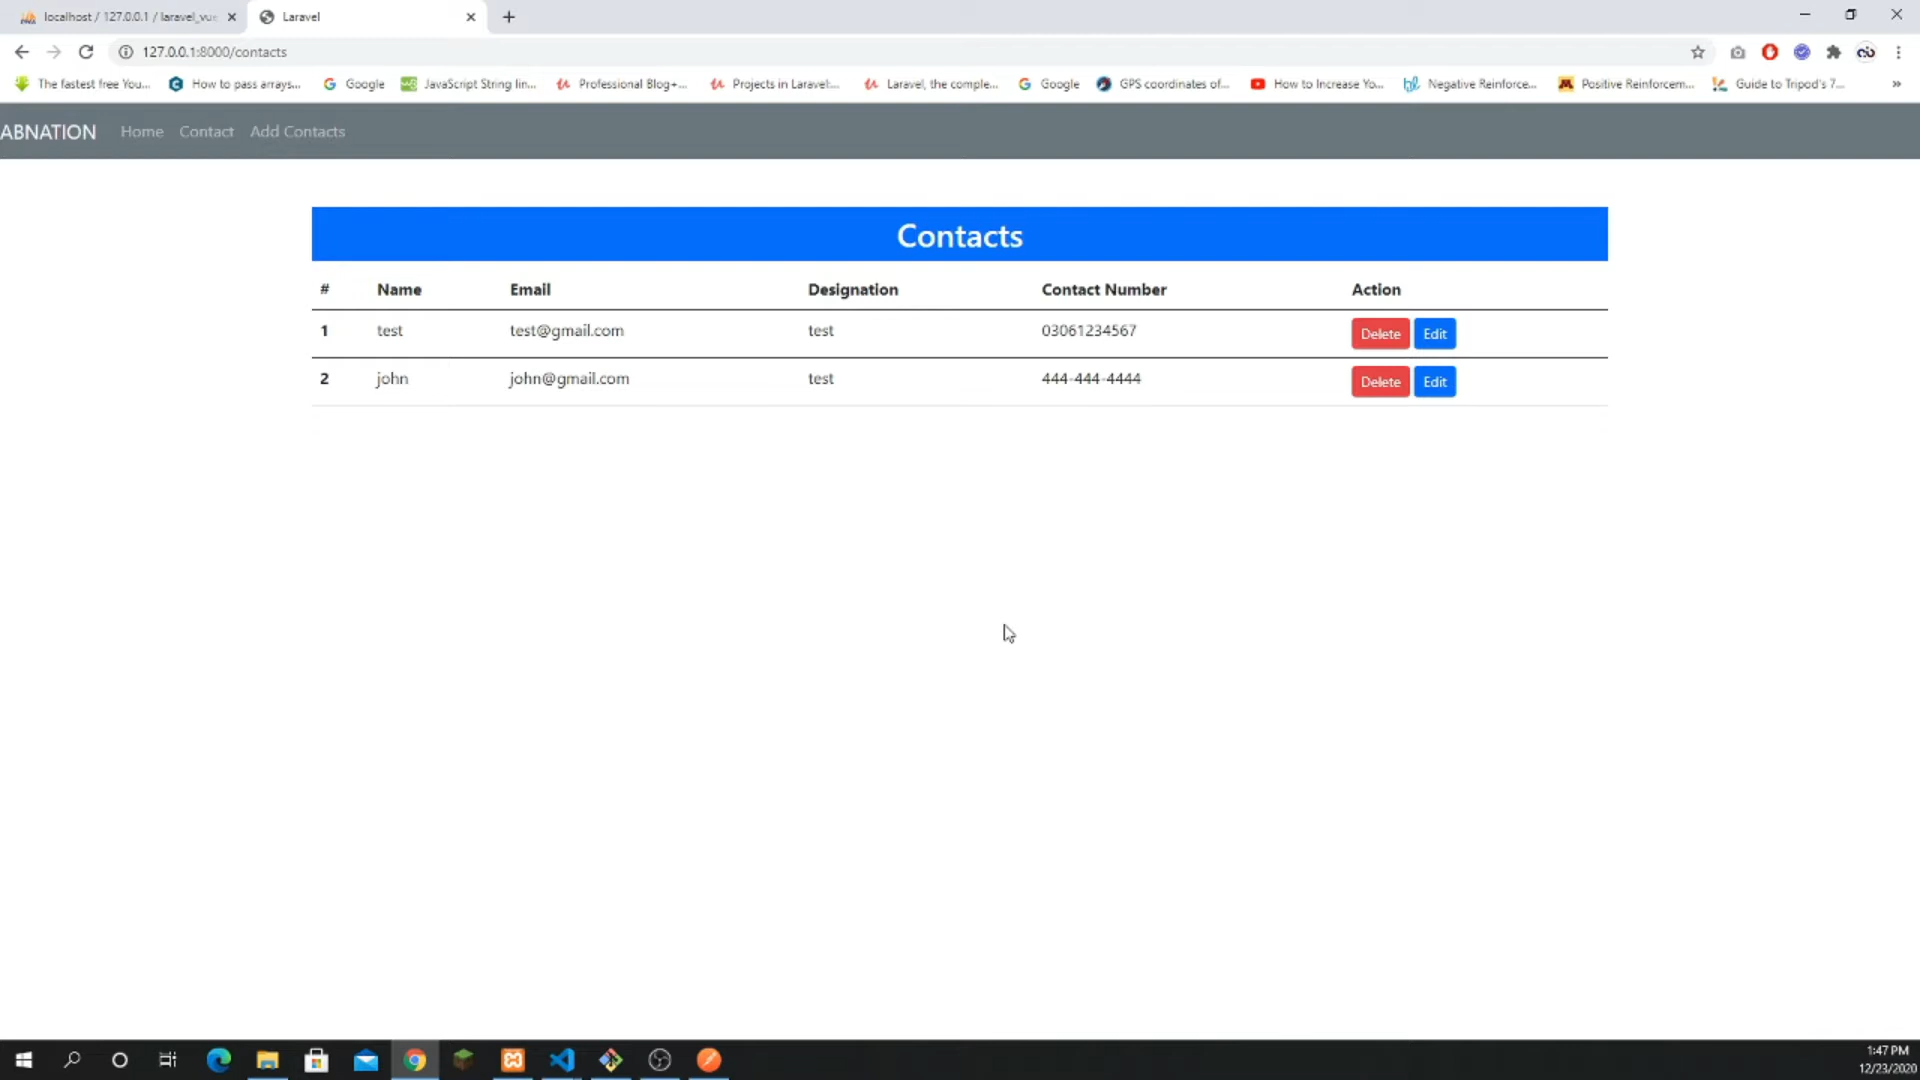 localhost / 127.0.0.1 / laravel_vue
Laravel
127.0.0.1:8000/contacts
The fastest free You...
How to pass arrays...
Google
JavaScript String lin...
Professional Blog+...
Projects in Laravel:...
Laravel, the comple...
Google
GPS coordinates of...
How to Increase Yo...
Negative Reinforce...
Positive Reinforcem...
Guide to Tripod's 7...
ABNATION Home Contact Add Contacts
Contacts
# Name Email Designation Contact Number Action
1 test test@gmail.com test 03061234567 Delete Edit
2 john john@gmail.com test 444-444-4444 Delete Edit
1:47 PM
12/23/2020